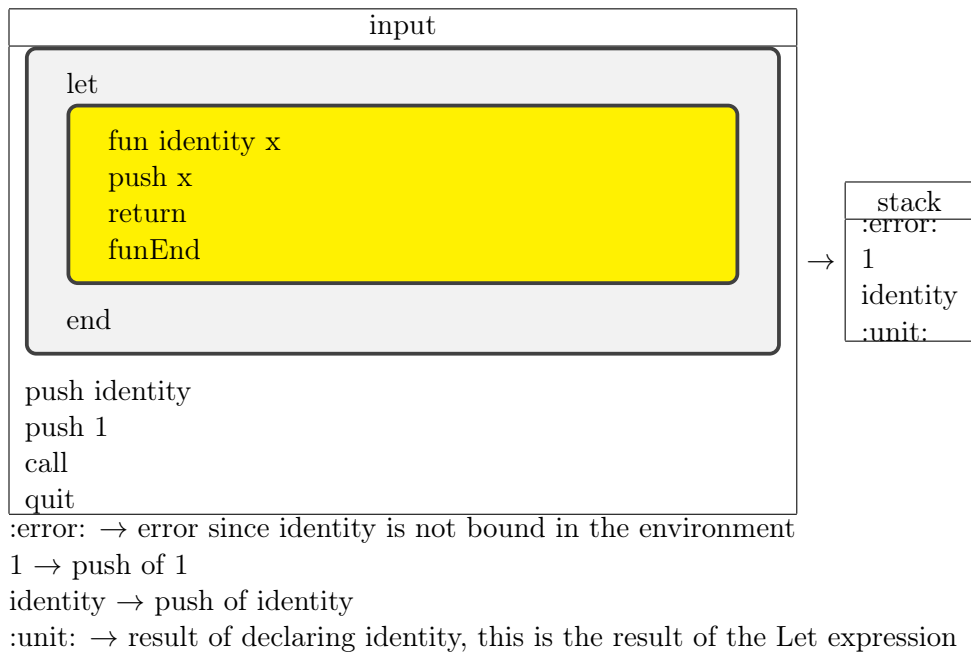 input
let
fun identity x
push x
return
funEnd
end
push identity
push 1
call
quit
→
stack
:error:
1
identity
:unit:
:error: → error since identity is not bound in the environment
1 → push of 1
identity → push of identity
:unit: → result of declaring identity, this is the result of the Let expression